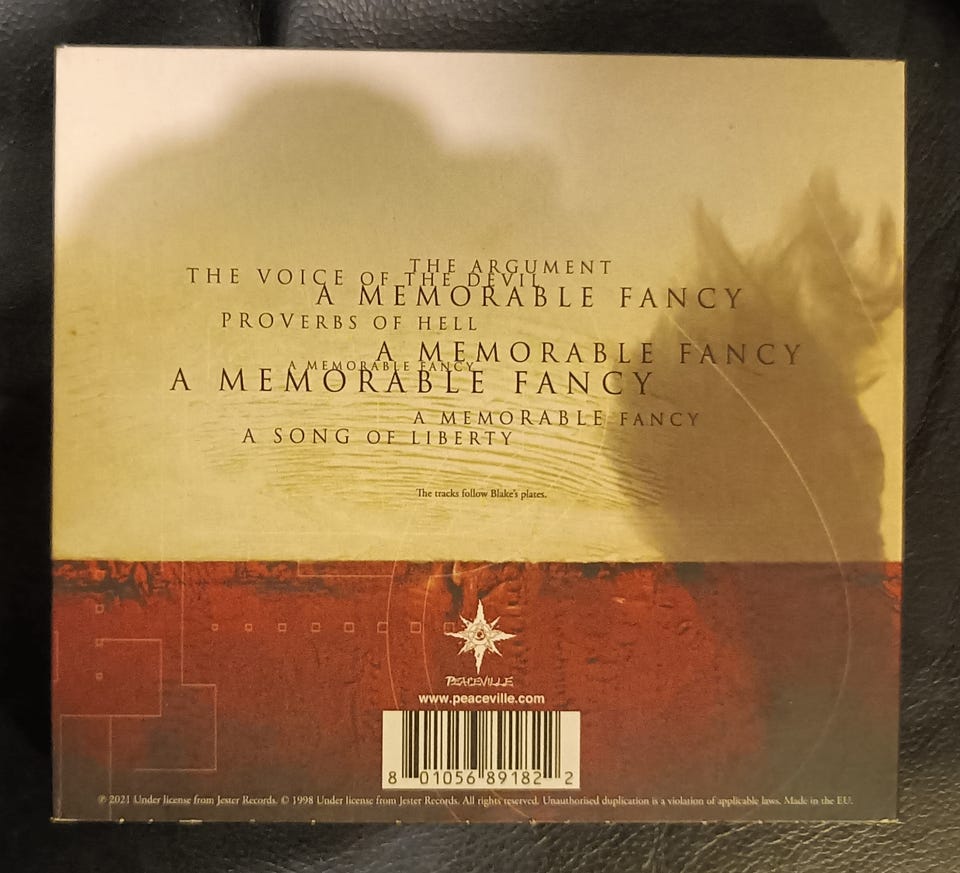 THE ARGUMENT
THE VOICE OF THE DEVIL
A MEMORABLE FANCY
PROVERBS OF HELL
A MEMORABLE FANCY
A MEMORABLE FANCY
A MEMORABLE FANCY
A MEMORABLE FANCY
A SONG OF LIBERTY
The tracks follow Blake's plates.
PEACEVILLE
www.peaceville.com
8 01056 89182 2
℗ 2021 Under license from Jester Records. © 1998 Under license from Jester Records. All rights reserved. Unauthorised duplication is a violation of applicable laws. Made in the EU.